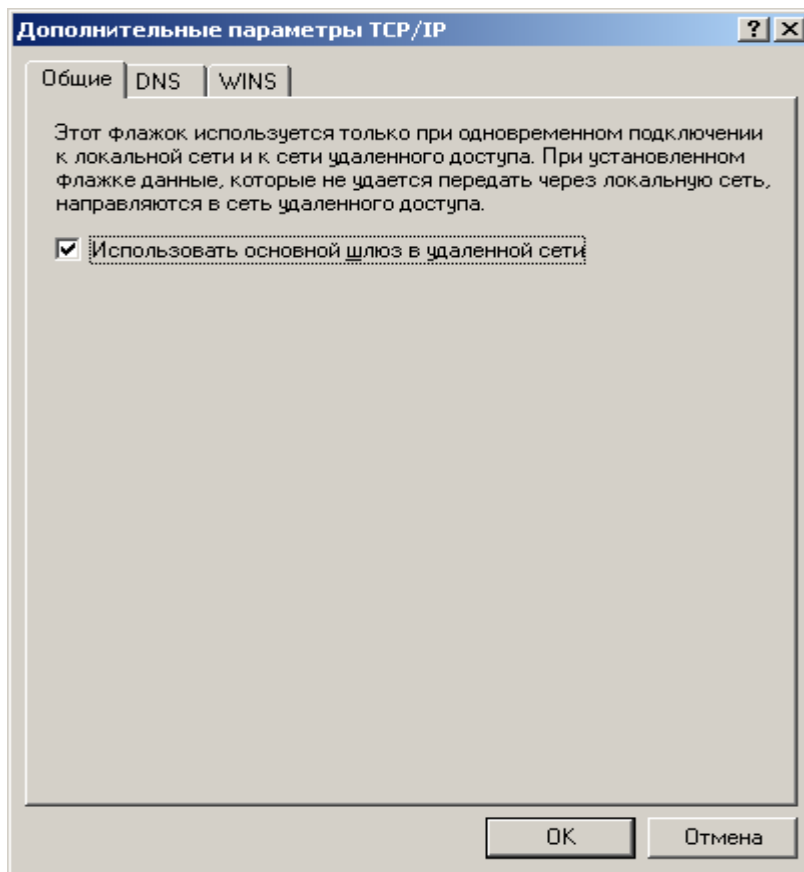 Дополнительные параметры TCP/IP
Общие DNS WINS
Этот флажок используется только при одновременном подключении
к локальной сети и к сети удаленного доступа. При установленном
флажке данные, которые не удается передать через локальную сеть,
направляются в сеть удаленного доступа.
Использовать основной шлюз в удаленной сети
OK Отмена